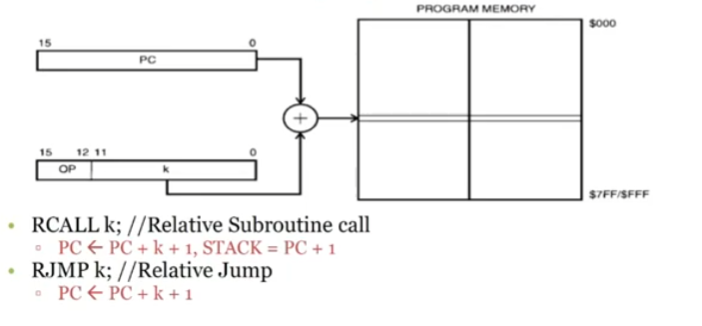 PROGRAM MEMORY
$000
15 0
PC
+
15 12 11 0
OP k
$7FF/$FFF
• RCALL k; //Relative Subroutine call
▫ PC ← PC + k + 1, STACK = PC + 1
• RJMP k; //Relative Jump
▫ PC ← PC + k + 1